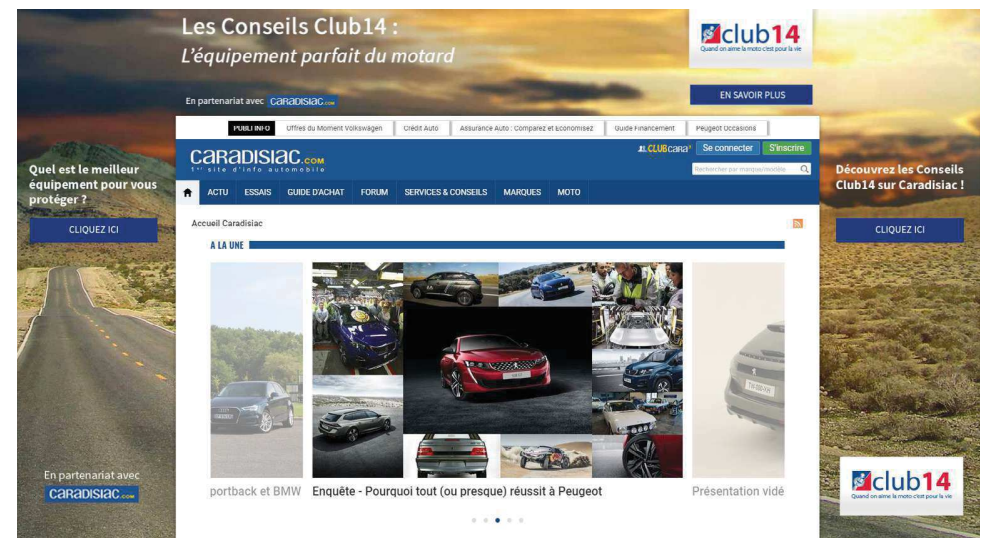 Les Conseils Club14 :
L'équipement parfait du motard
club14
Quand on aime la moto c'est pour la vie
En partenariat avec CARADISIAC.COM
EN SAVOIR PLUS
PUBLI INFO Offres du Moment Volkswagen Crédit Auto Assurance Auto : Comparez et Economisez Guide Financement Peugeot Occasions
CLUBcara Se connecter S'inscrire
CARADISIAC.COM
1er site d'info automobile
Rechercher par marque/modèle
ACTU ESSAIS GUIDE D'ACHAT FORUM SERVICES & CONSEILS MARQUES MOTO
Quel est le meilleur
équipement pour vous
protéger ?
CLIQUEZ ICI
Découvrez les Conseils
Club14 sur Caradisiac !
CLIQUEZ ICI
Accueil Caradisiac
A LA UNE
portback et BMW Enquête - Pourquoi tout (ou presque) réussit à Peugeot Présentation vidé
En partenariat avec
CARADISIAC.COM
club14
Quand on aime la moto c'est pour la vie